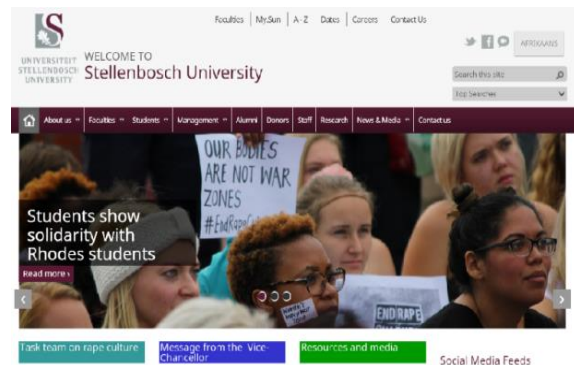 Faculties My.Sun A-Z Dates Careers Contact Us
UNIVERSITEIT
STELLENBOSCH
UNIVERSITY
WELCOME TO
Stellenbosch University
AFRIKAANS
Search this site
Top Searches
About us Faculties Students Management Alumni Donors Staff Research News & Media Contact us
OUR BODIES
ARE NOT WAR
ZONES
#EndRapeCulture
Students show
solidarity with
Rhodes students
Read more ›
END RAPE
Task team on rape culture
Message from the Vice-
Chancellor
Resources and media
Social Media Feeds